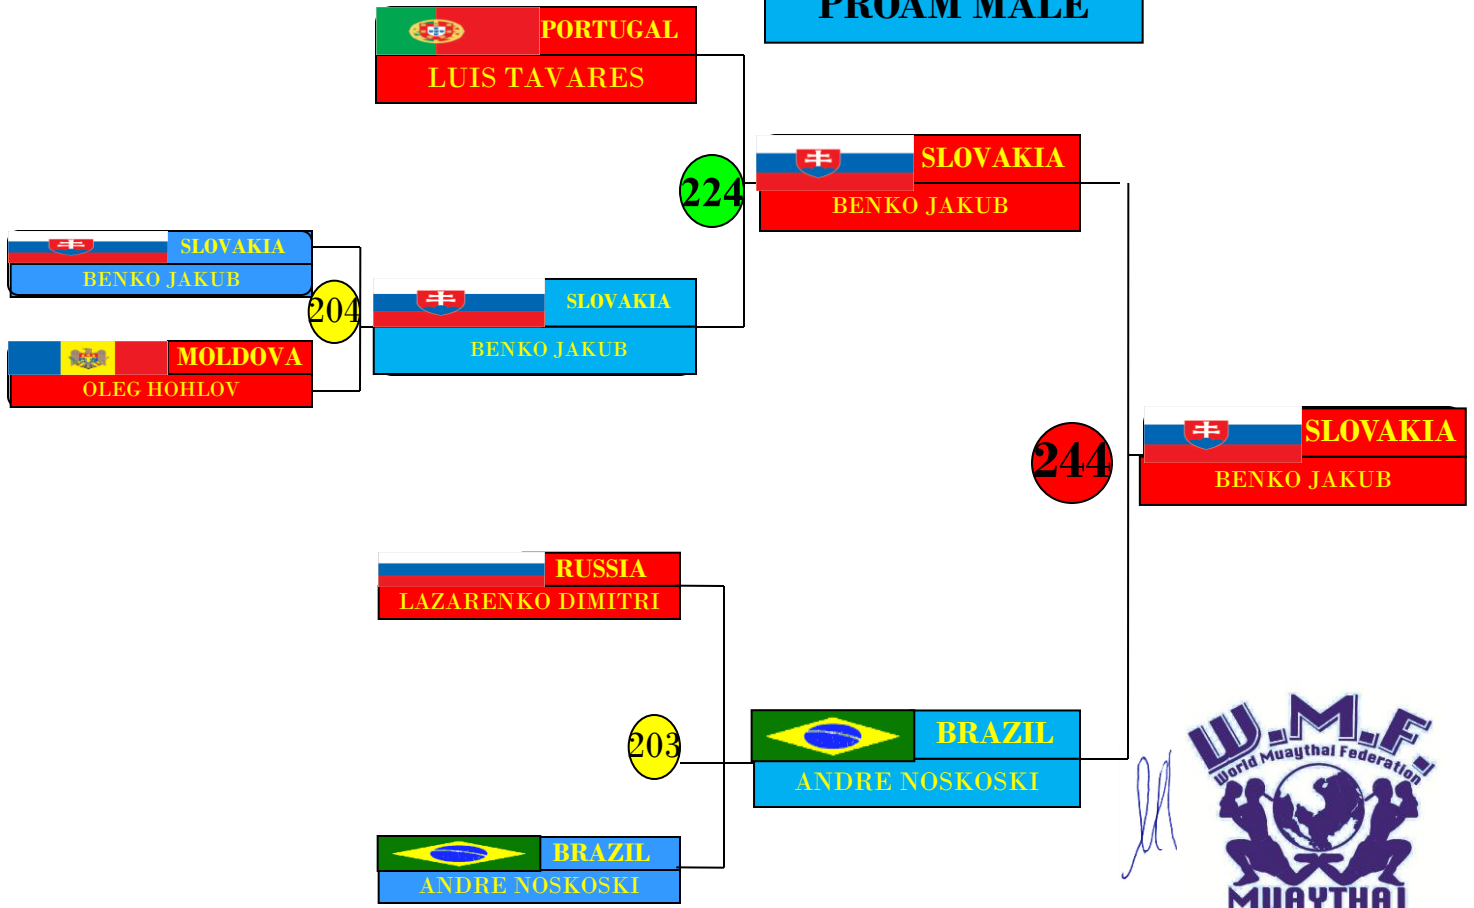 PROAM MALE
PORTUGAL
LUIS TAVARES
224
SLOVAKIA
BENKO JAKUB
SLOVAKIA
BENKO JAKUB
204
SLOVAKIA
BENKO JAKUB
MOLDOVA
OLEG HOHLOV
244
SLOVAKIA
BENKO JAKUB
RUSSIA
LAZARENKO DIMITRI
203
BRAZIL
ANDRE NOSKOSKI
BRAZIL
ANDRE NOSKOSKI
W.M.F.
World Muaythai Federation
MUAYTHAI